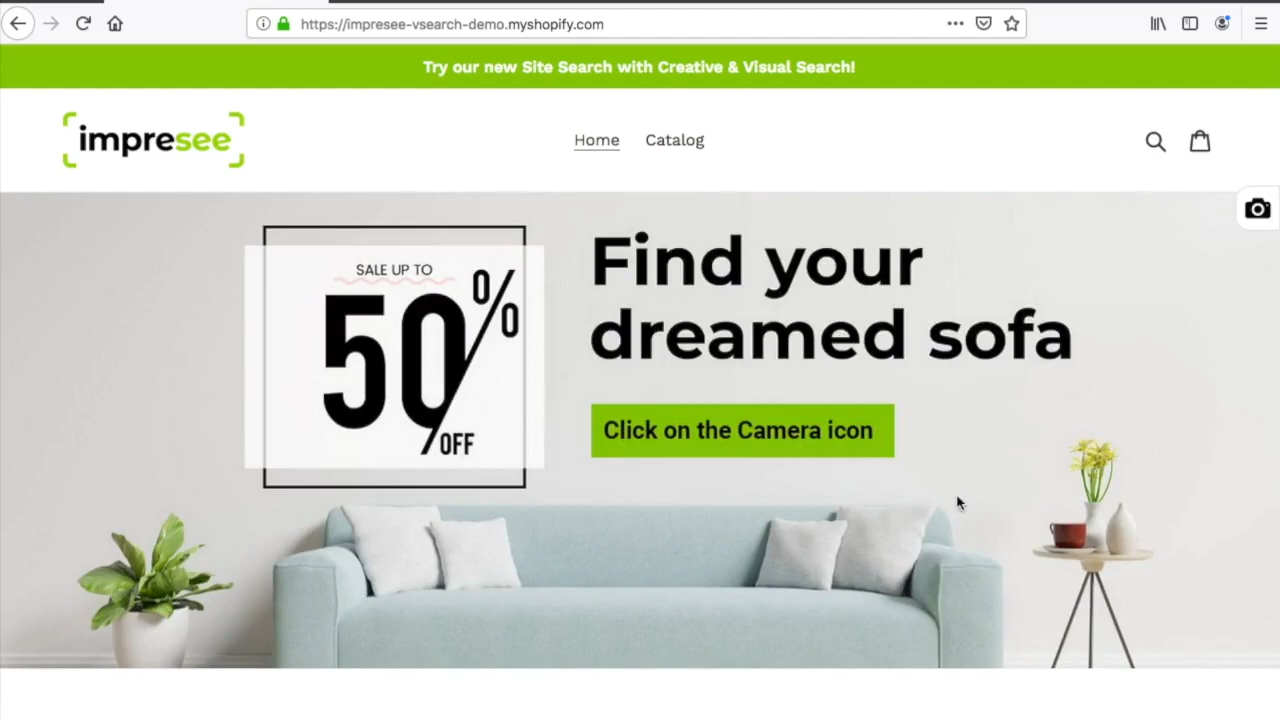 https://impresee-vsearch-demo.myshopify.com
Try our new Site Search with Creative & Visual Search!
impresee
Home
Catalog
SALE UP TO
50%
OFF
Find your
dreamed sofa
Click on the Camera icon